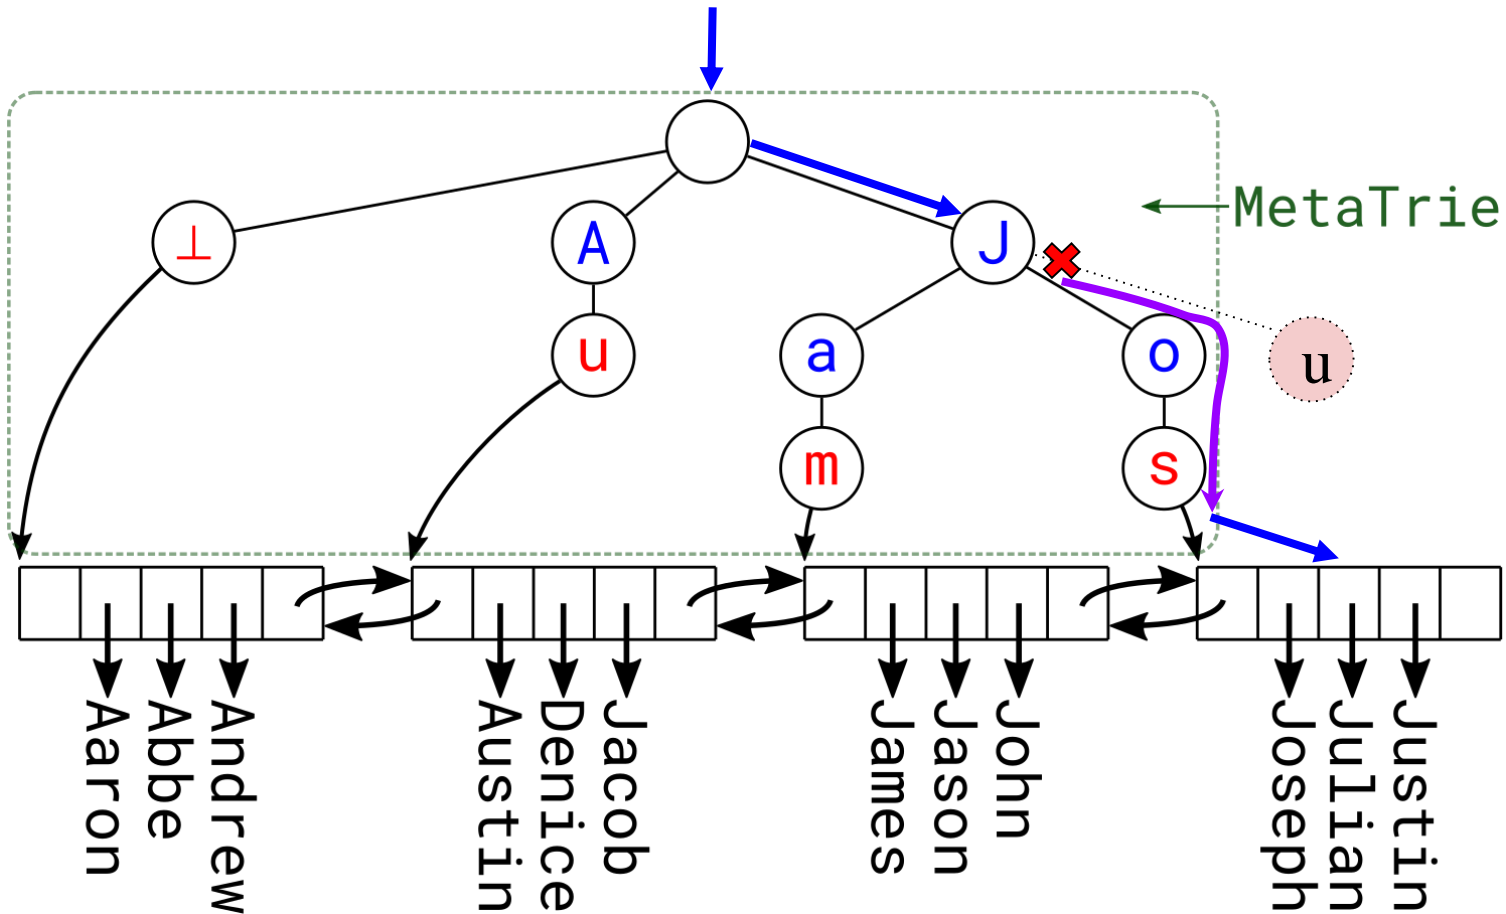 MetaTrie
⊥
A
J
u
a
o
u
m
s
Aaron
Abbe
Andrew
Austin
Denice
Jacob
James
Jason
John
Joseph
Julian
Justin